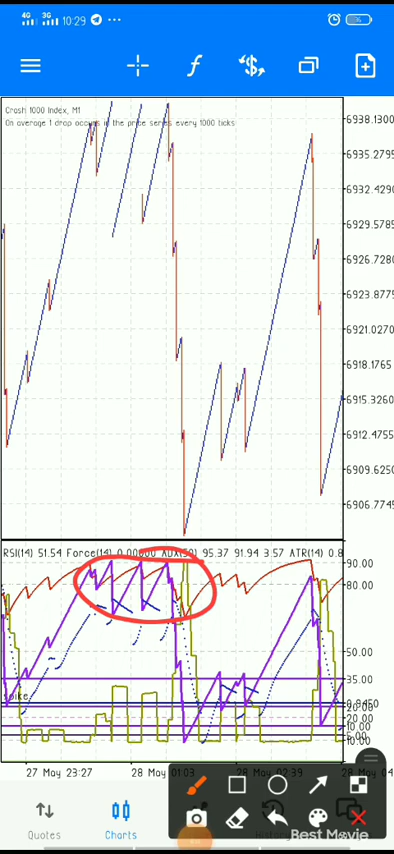 4G 3G 10:29
Crash 1000 Index, M1
On average 1 drop occurs in the price series every 1000 ticks
6938.1300
6935.2795
6932.4290
6929.5785
6926.7280
6923.8775
6921.0270
6918.1765
6915.3260
6912.4755
6909.6250
6906.7745
RSI(14) 51.54 Force(14) 0.00000 ADX(50) 95.37 91.94 3.57 ATR(14) 0.8
90.00
80.00
50.00
35.00
20.00
10.00
27 May 23:27
28 May 01:03
28 May 02:39
28 May 04
Quotes
Charts
Best Movie